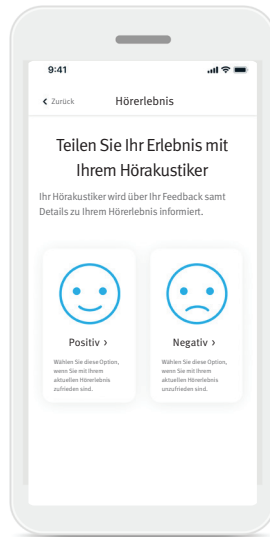 9:41
Zurück Hörerlebnis
Teilen Sie Ihr Erlebnis mit
Ihrem Hörakustiker
Ihr Hörakustiker wird über Ihr Feedback samt
Details zu Ihrem Hörerlebnis informiert.
Positiv ›
Wählen Sie diese Option,
wenn Sie mit Ihrem
aktuellen Hörerlebnis
zufrieden sind.
Negativ ›
Wählen Sie diese Option,
wenn Sie mit Ihrem
aktuellen Hörerlebnis
unzufrieden sind.